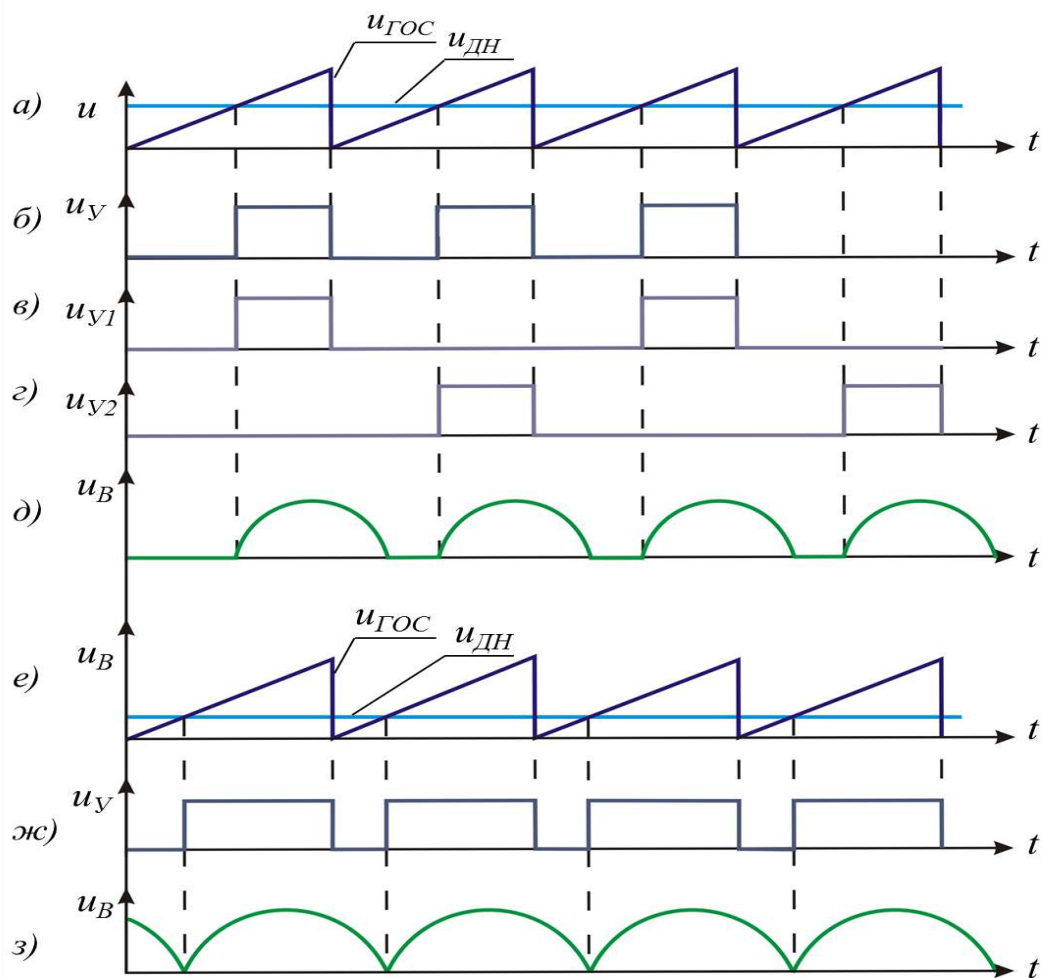 u_ГОС u_ДН
а) u t
б) u_У t
в) u_У1 t
г) u_У2 t
д) u_В t
u_ГОС u_ДН
е) u_В t
ж) u_У t
з) u_В t